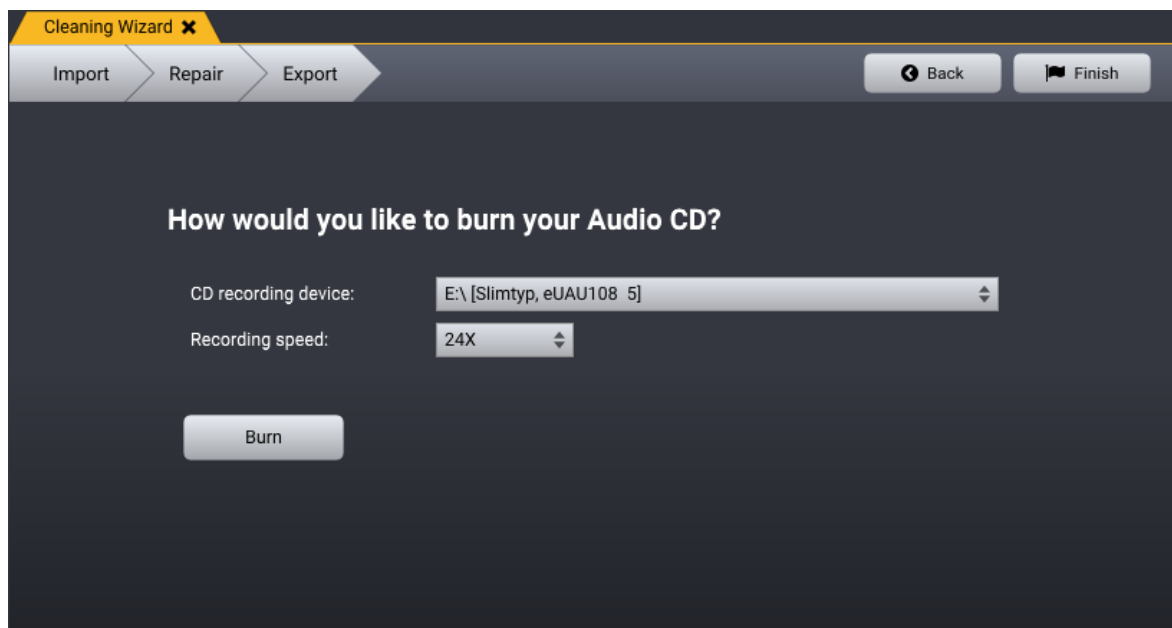 Cleaning Wizard ✖
Import Repair Export Back Finish
How would you like to burn your Audio CD?
CD recording device: E:\ [Slimtyp, eUAU108  5]
Recording speed: 24X
Burn